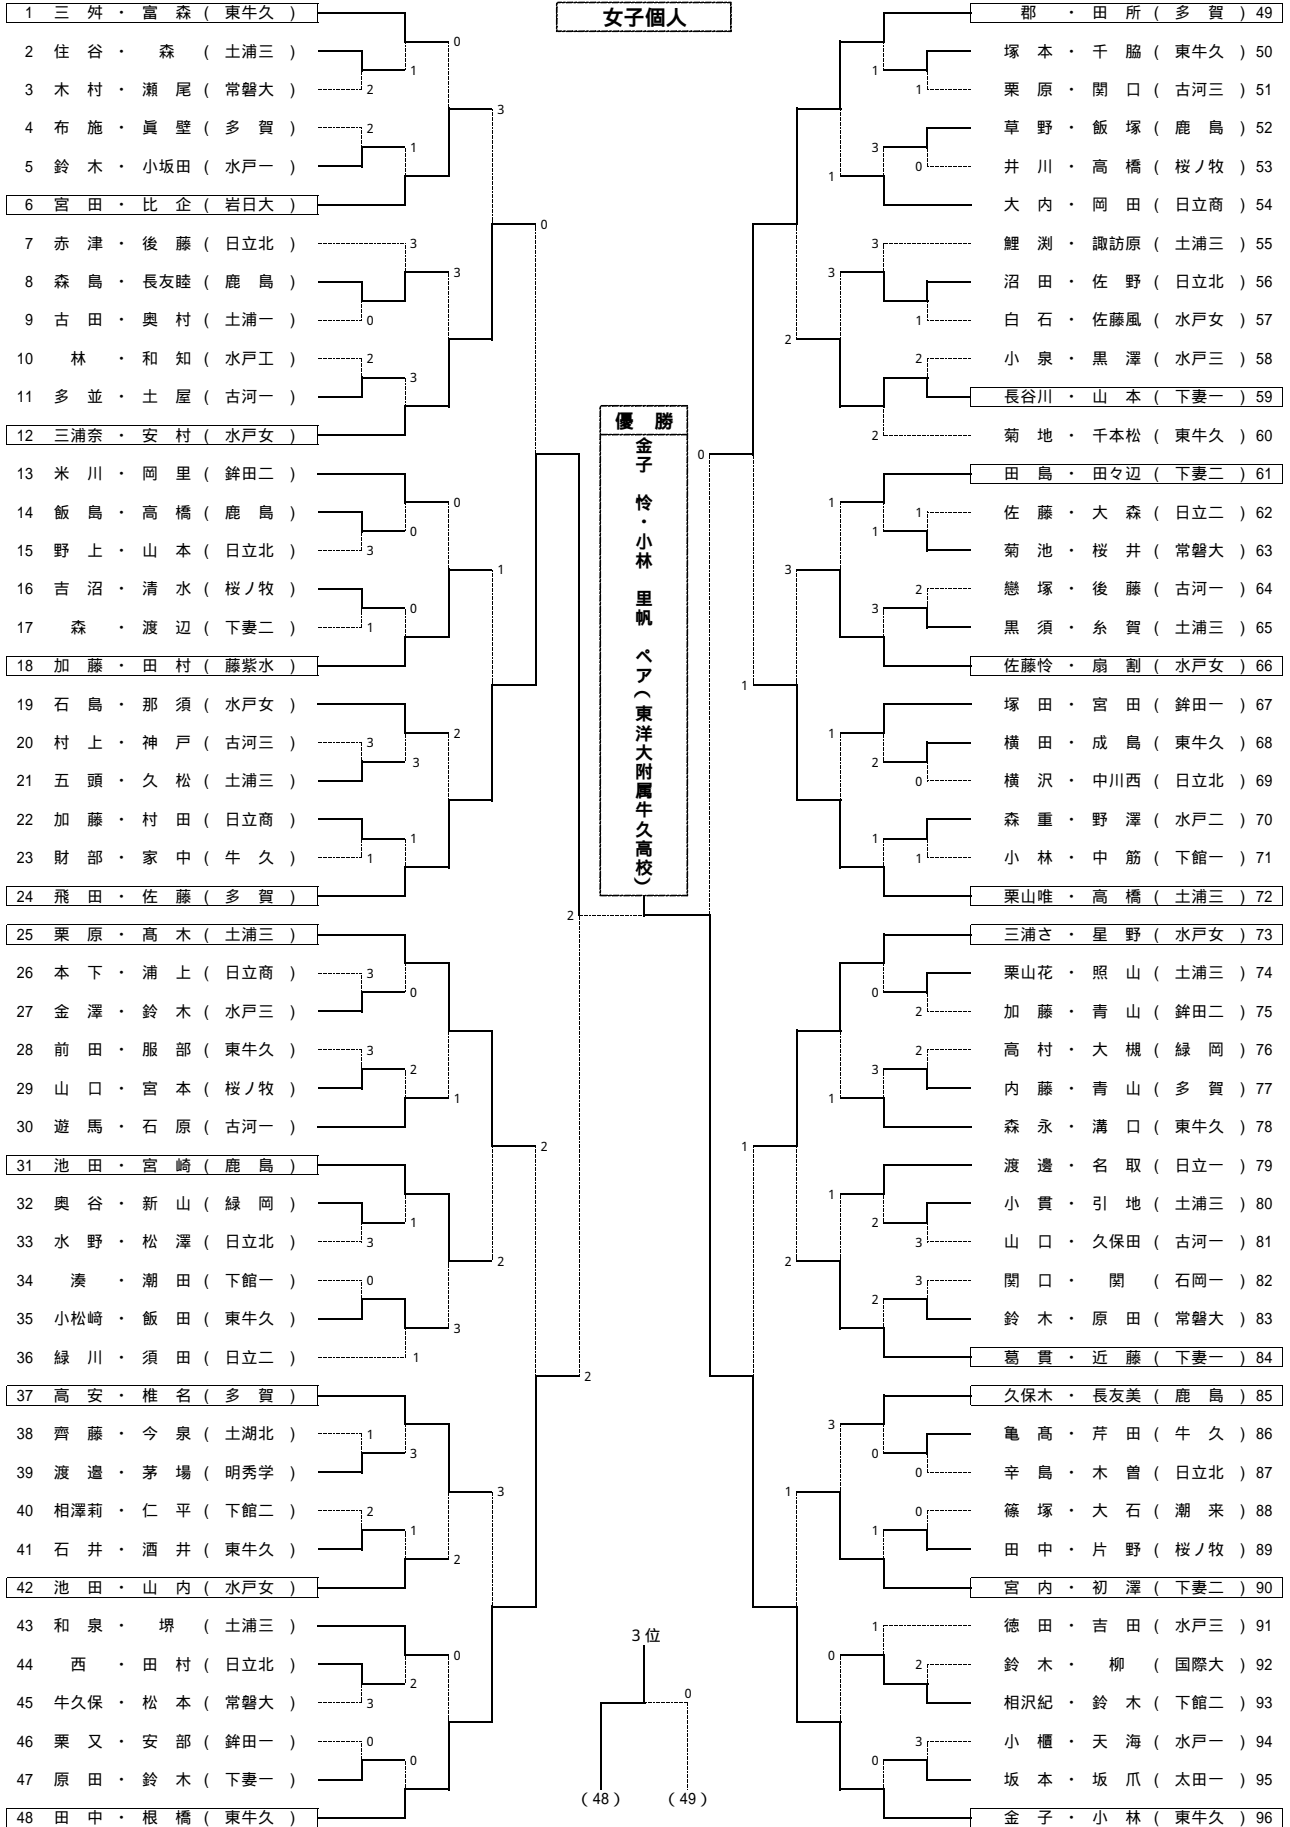 女子個人
1 三 舛 ・ 富 森 ( 東牛久 )
2 住 谷 ・ 森 ( 土浦三 )
3 木 村 ・ 瀬 尾 ( 常磐大 )
4 布 施 ・ 眞 壁 ( 多 賀 )
5 鈴 木 ・ 小坂田 ( 水戸一 )
6 宮 田 ・ 比 企 ( 岩日大 )
7 赤 津 ・ 後 藤 ( 日立北 )
8 森 島 ・ 長友睦 ( 鹿 島 )
9 古 田 ・ 奥 村 ( 土浦一 )
10 林 ・ 和 知 ( 水戸工 )
11 多 並 ・ 土 屋 ( 古河一 )
12 三浦奈 ・ 安 村 ( 水戸女 )
13 米 川 ・ 岡 里 ( 鉾田二 )
14 飯 島 ・ 高 橋 ( 鹿 島 )
15 野 上 ・ 山 本 ( 日立北 )
16 吉 沼 ・ 清 水 ( 桜ノ牧 )
17 森 ・ 渡 辺 ( 下妻二 )
18 加 藤 ・ 田 村 ( 藤紫水 )
19 石 島 ・ 那 須 ( 水戸女 )
20 村 上 ・ 神 戸 ( 古河三 )
21 五 頭 ・ 久 松 ( 土浦三 )
22 加 藤 ・ 村 田 ( 日立商 )
23 財 部 ・ 家 中 ( 牛 久 )
24 飛 田 ・ 佐 藤 ( 多 賀 )
25 栗 原 ・ 髙 木 ( 土浦三 )
26 本 下 ・ 浦 上 ( 日立商 )
27 金 澤 ・ 鈴 木 ( 水戸三 )
28 前 田 ・ 服 部 ( 東牛久 )
29 山 口 ・ 宮 本 ( 桜ノ牧 )
30 遊 馬 ・ 石 原 ( 古河一 )
31 池 田 ・ 宮 崎 ( 鹿 島 )
32 奥 谷 ・ 新 山 ( 緑 岡 )
33 水 野 ・ 松 澤 ( 日立北 )
34 湊 ・ 潮 田 ( 下館一 )
35 小松﨑 ・ 飯 田 ( 東牛久 )
36 緑 川 ・ 須 田 ( 日立二 )
37 高 安 ・ 椎 名 ( 多 賀 )
38 齊 藤 ・ 今 泉 ( 土湖北 )
39 渡 邉 ・ 茅 場 ( 明秀学 )
40 相澤莉 ・ 仁 平 ( 下館二 )
41 石 井 ・ 酒 井 ( 東牛久 )
42 池 田 ・ 山 内 ( 水戸女 )
43 和 泉 ・ 堺 ( 土浦三 )
44 西 ・ 田 村 ( 日立北 )
45 牛久保 ・ 松 本 ( 常磐大 )
46 栗 又 ・ 安 部 ( 鉾田一 )
47 原 田 ・ 鈴 木 ( 下妻一 )
48 田 中 ・ 根 橋 ( 東牛久 )
優 勝
金子 怜・小林 里帆 ペア(東洋大附属牛久高校)
3 位
0
( 48 ) ( 49 )
郡 ・ 田 所 ( 多 賀 ) 49
塚 本 ・ 千 脇 ( 東牛久 ) 50
栗 原 ・ 関 口 ( 古河三 ) 51
草 野 ・ 飯 塚 ( 鹿 島 ) 52
井 川 ・ 高 橋 ( 桜ノ牧 ) 53
大 内 ・ 岡 田 ( 日立商 ) 54
鯉 渕 ・ 諏訪原 ( 土浦三 ) 55
沼 田 ・ 佐 野 ( 日立北 ) 56
白 石 ・ 佐藤風 ( 水戸女 ) 57
小 泉 ・ 黒 澤 ( 水戸三 ) 58
長谷川 ・ 山 本 ( 下妻一 ) 59
菊 地 ・ 千本松 ( 東牛久 ) 60
田 島 ・ 田々辺 ( 下妻二 ) 61
佐 藤 ・ 大 森 ( 日立二 ) 62
菊 池 ・ 桜 井 ( 常磐大 ) 63
戀 塚 ・ 後 藤 ( 古河一 ) 64
黒 須 ・ 糸 賀 ( 土浦三 ) 65
佐藤怜 ・ 扇 割 ( 水戸女 ) 66
塚 田 ・ 宮 田 ( 鉾田一 ) 67
横 田 ・ 成 島 ( 東牛久 ) 68
横 沢 ・ 中川西 ( 日立北 ) 69
森 重 ・ 野 澤 ( 水戸二 ) 70
小 林 ・ 中 筋 ( 下館一 ) 71
栗山唯 ・ 高 橋 ( 土浦三 ) 72
三浦さ ・ 星 野 ( 水戸女 ) 73
栗山花 ・ 照 山 ( 土浦三 ) 74
加 藤 ・ 青 山 ( 鉾田二 ) 75
高 村 ・ 大 槻 ( 緑 岡 ) 76
内 藤 ・ 青 山 ( 多 賀 ) 77
森 永 ・ 溝 口 ( 東牛久 ) 78
渡 邊 ・ 名 取 ( 日立一 ) 79
小 貫 ・ 引 地 ( 土浦三 ) 80
山 口 ・ 久保田 ( 古河一 ) 81
関 口 ・ 関 ( 石岡一 ) 82
鈴 木 ・ 原 田 ( 常磐大 ) 83
葛 貫 ・ 近 藤 ( 下妻一 ) 84
久保木 ・ 長友美 ( 鹿 島 ) 85
亀 髙 ・ 芹 田 ( 牛 久 ) 86
辛 島 ・ 木 曽 ( 日立北 ) 87
篠 塚 ・ 大 石 ( 潮 来 ) 88
田 中 ・ 片 野 ( 桜ノ牧 ) 89
宮 内 ・ 初 澤 ( 下妻二 ) 90
徳 田 ・ 吉 田 ( 水戸三 ) 91
鈴 木 ・ 柳 ( 国際大 ) 92
相沢紀 ・ 鈴 木 ( 下館二 ) 93
小 櫃 ・ 天 海 ( 水戸一 ) 94
坂 本 ・ 坂 爪 ( 太田一 ) 95
金 子 ・ 小 林 ( 東牛久 ) 96